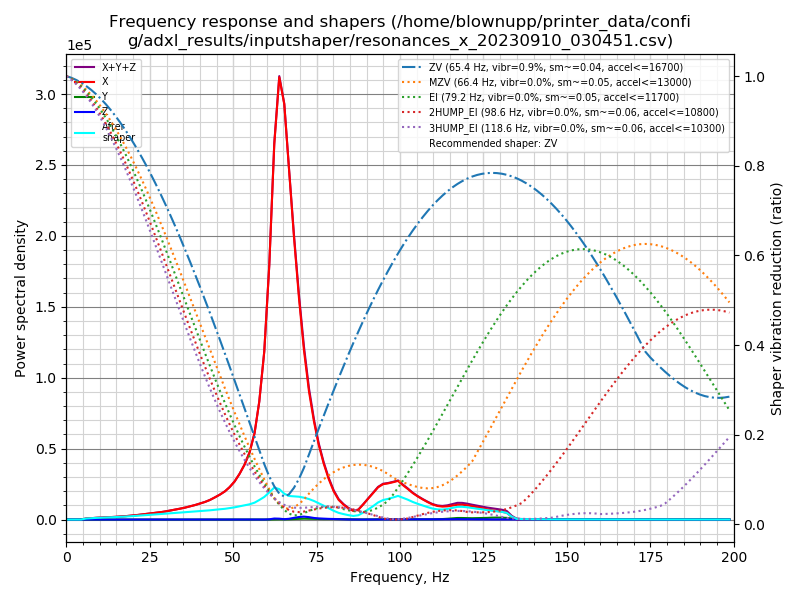 Frequency response and shapers (/home/blownupp/printer_data/confi
g/adxl_results/inputshaper/resonances_x_20230910_030451.csv)
1e5
X+Y+Z
X
Y
Z
After
shaper
ZV (65.4 Hz, vibr=0.9%, sm~=0.04, accel<=16700)
MZV (66.4 Hz, vibr=0.0%, sm~=0.05, accel<=13000)
EI (79.2 Hz, vibr=0.0%, sm~=0.05, accel<=11700)
2HUMP_EI (98.6 Hz, vibr=0.0%, sm~=0.06, accel<=10800)
3HUMP_EI (118.6 Hz, vibr=0.0%, sm~=0.06, accel<=10300)
Recommended shaper: ZV
Power spectral density
3.0
2.5
2.0
1.5
1.0
0.5
0.0
1.0
0.8
0.6
0.4
0.2
0.0
Shaper vibration reduction (ratio)
0 25 50 75 100 125 150 175 200
Frequency, Hz